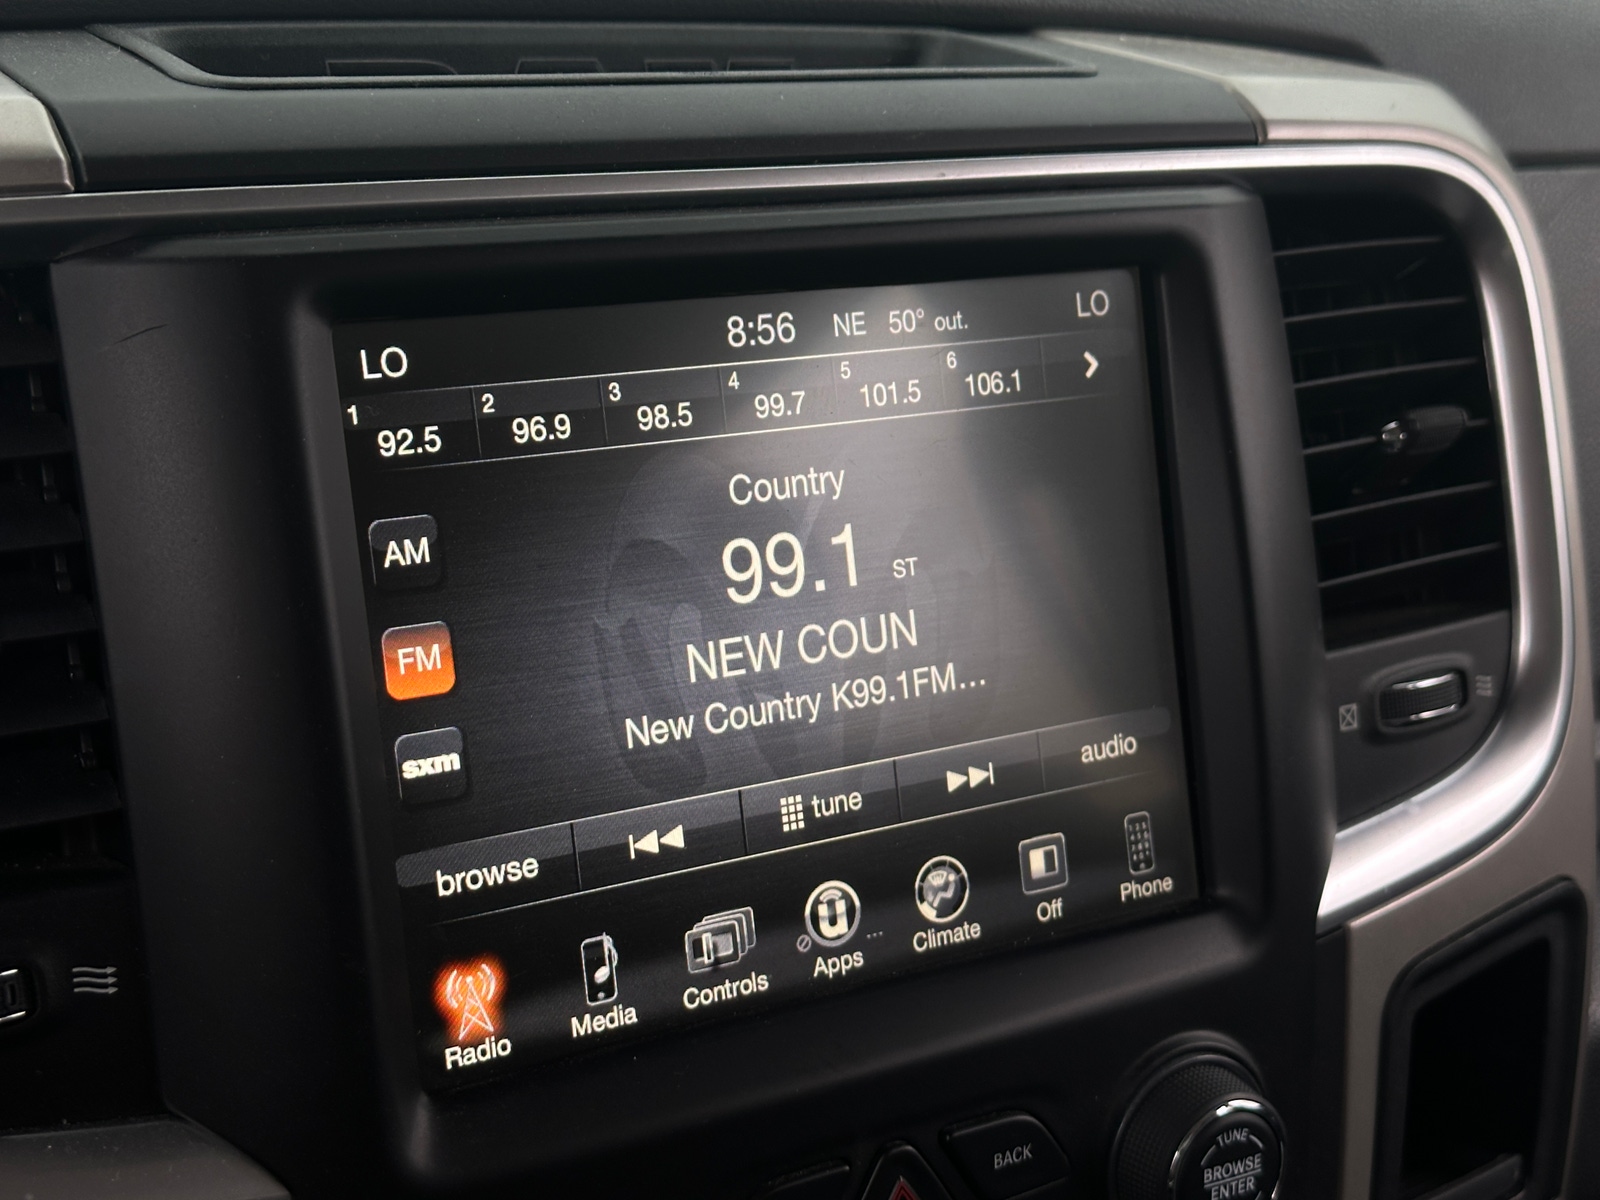 8:56 NE 50° out. LO
LO
1 92.5 2 96.9 3 98.5 4 99.7 5 101.5 6 106.1
Country
AM
99.1 ST
FM
NEW COUN
New Country K99.1FM...
sxm
browse tune audio
Radio Media Controls Apps ... Climate Off Phone
BACK
TUNE
BROWSE
ENTER